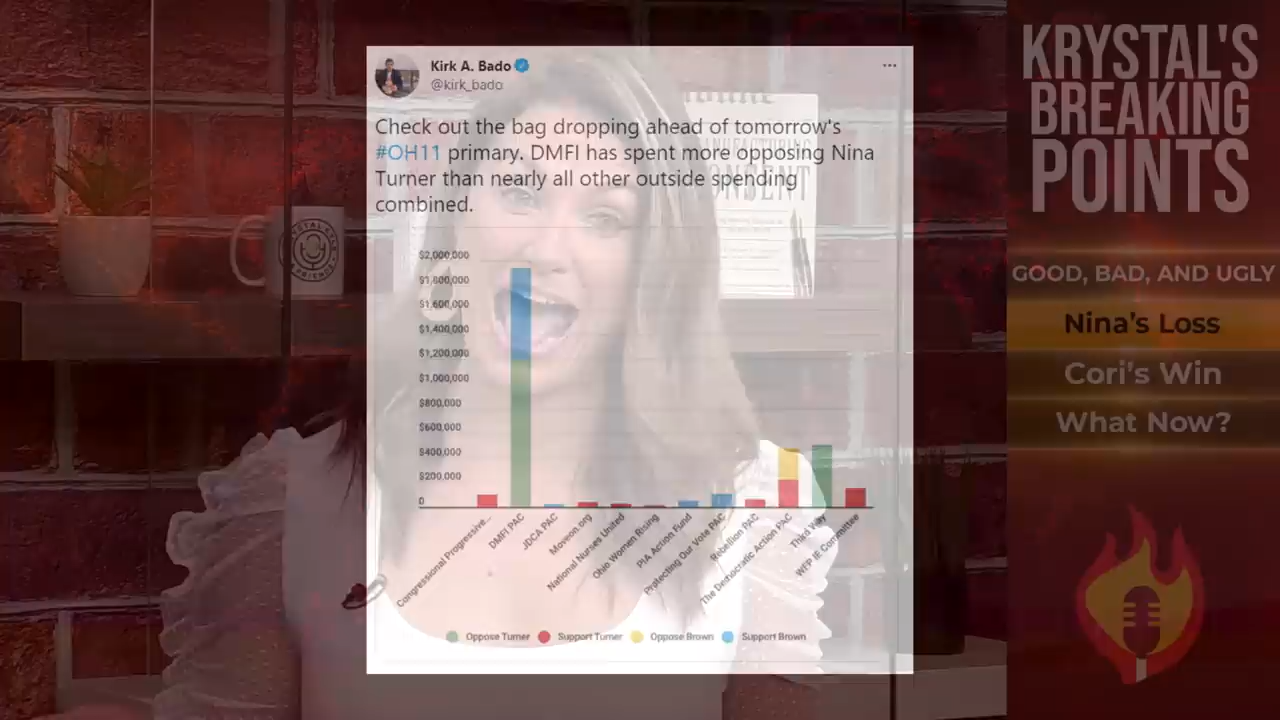 Kirk A. Bado
@kirk_bado
Check out the bag dropping ahead of tomorrow's
#OH11 primary. DMFI has spent more opposing Nina
Turner than nearly all other outside spending
combined.
$2,000,000
$1,800,000
$1,600,000
$1,400,000
$1,200,000
$1,000,000
$800,000
$600,000
$400,000
$200,000
0
Congressional Progressive...
DMFI PAC
JDCA PAC
Moveon.org
National Nurses United
Ohio Women Rising
PIA Action Fund
Protecting Our Vote PAC
Rebellion PAC
The Democratic Action PAC
Third Way
WFP IE Committee
Oppose Turner
Support Turner
Oppose Brown
Support Brown
KRYSTAL'S
BREAKING
POINTS
GOOD, BAD, AND UGLY
Nina's Loss
Cori's Win
What Now?